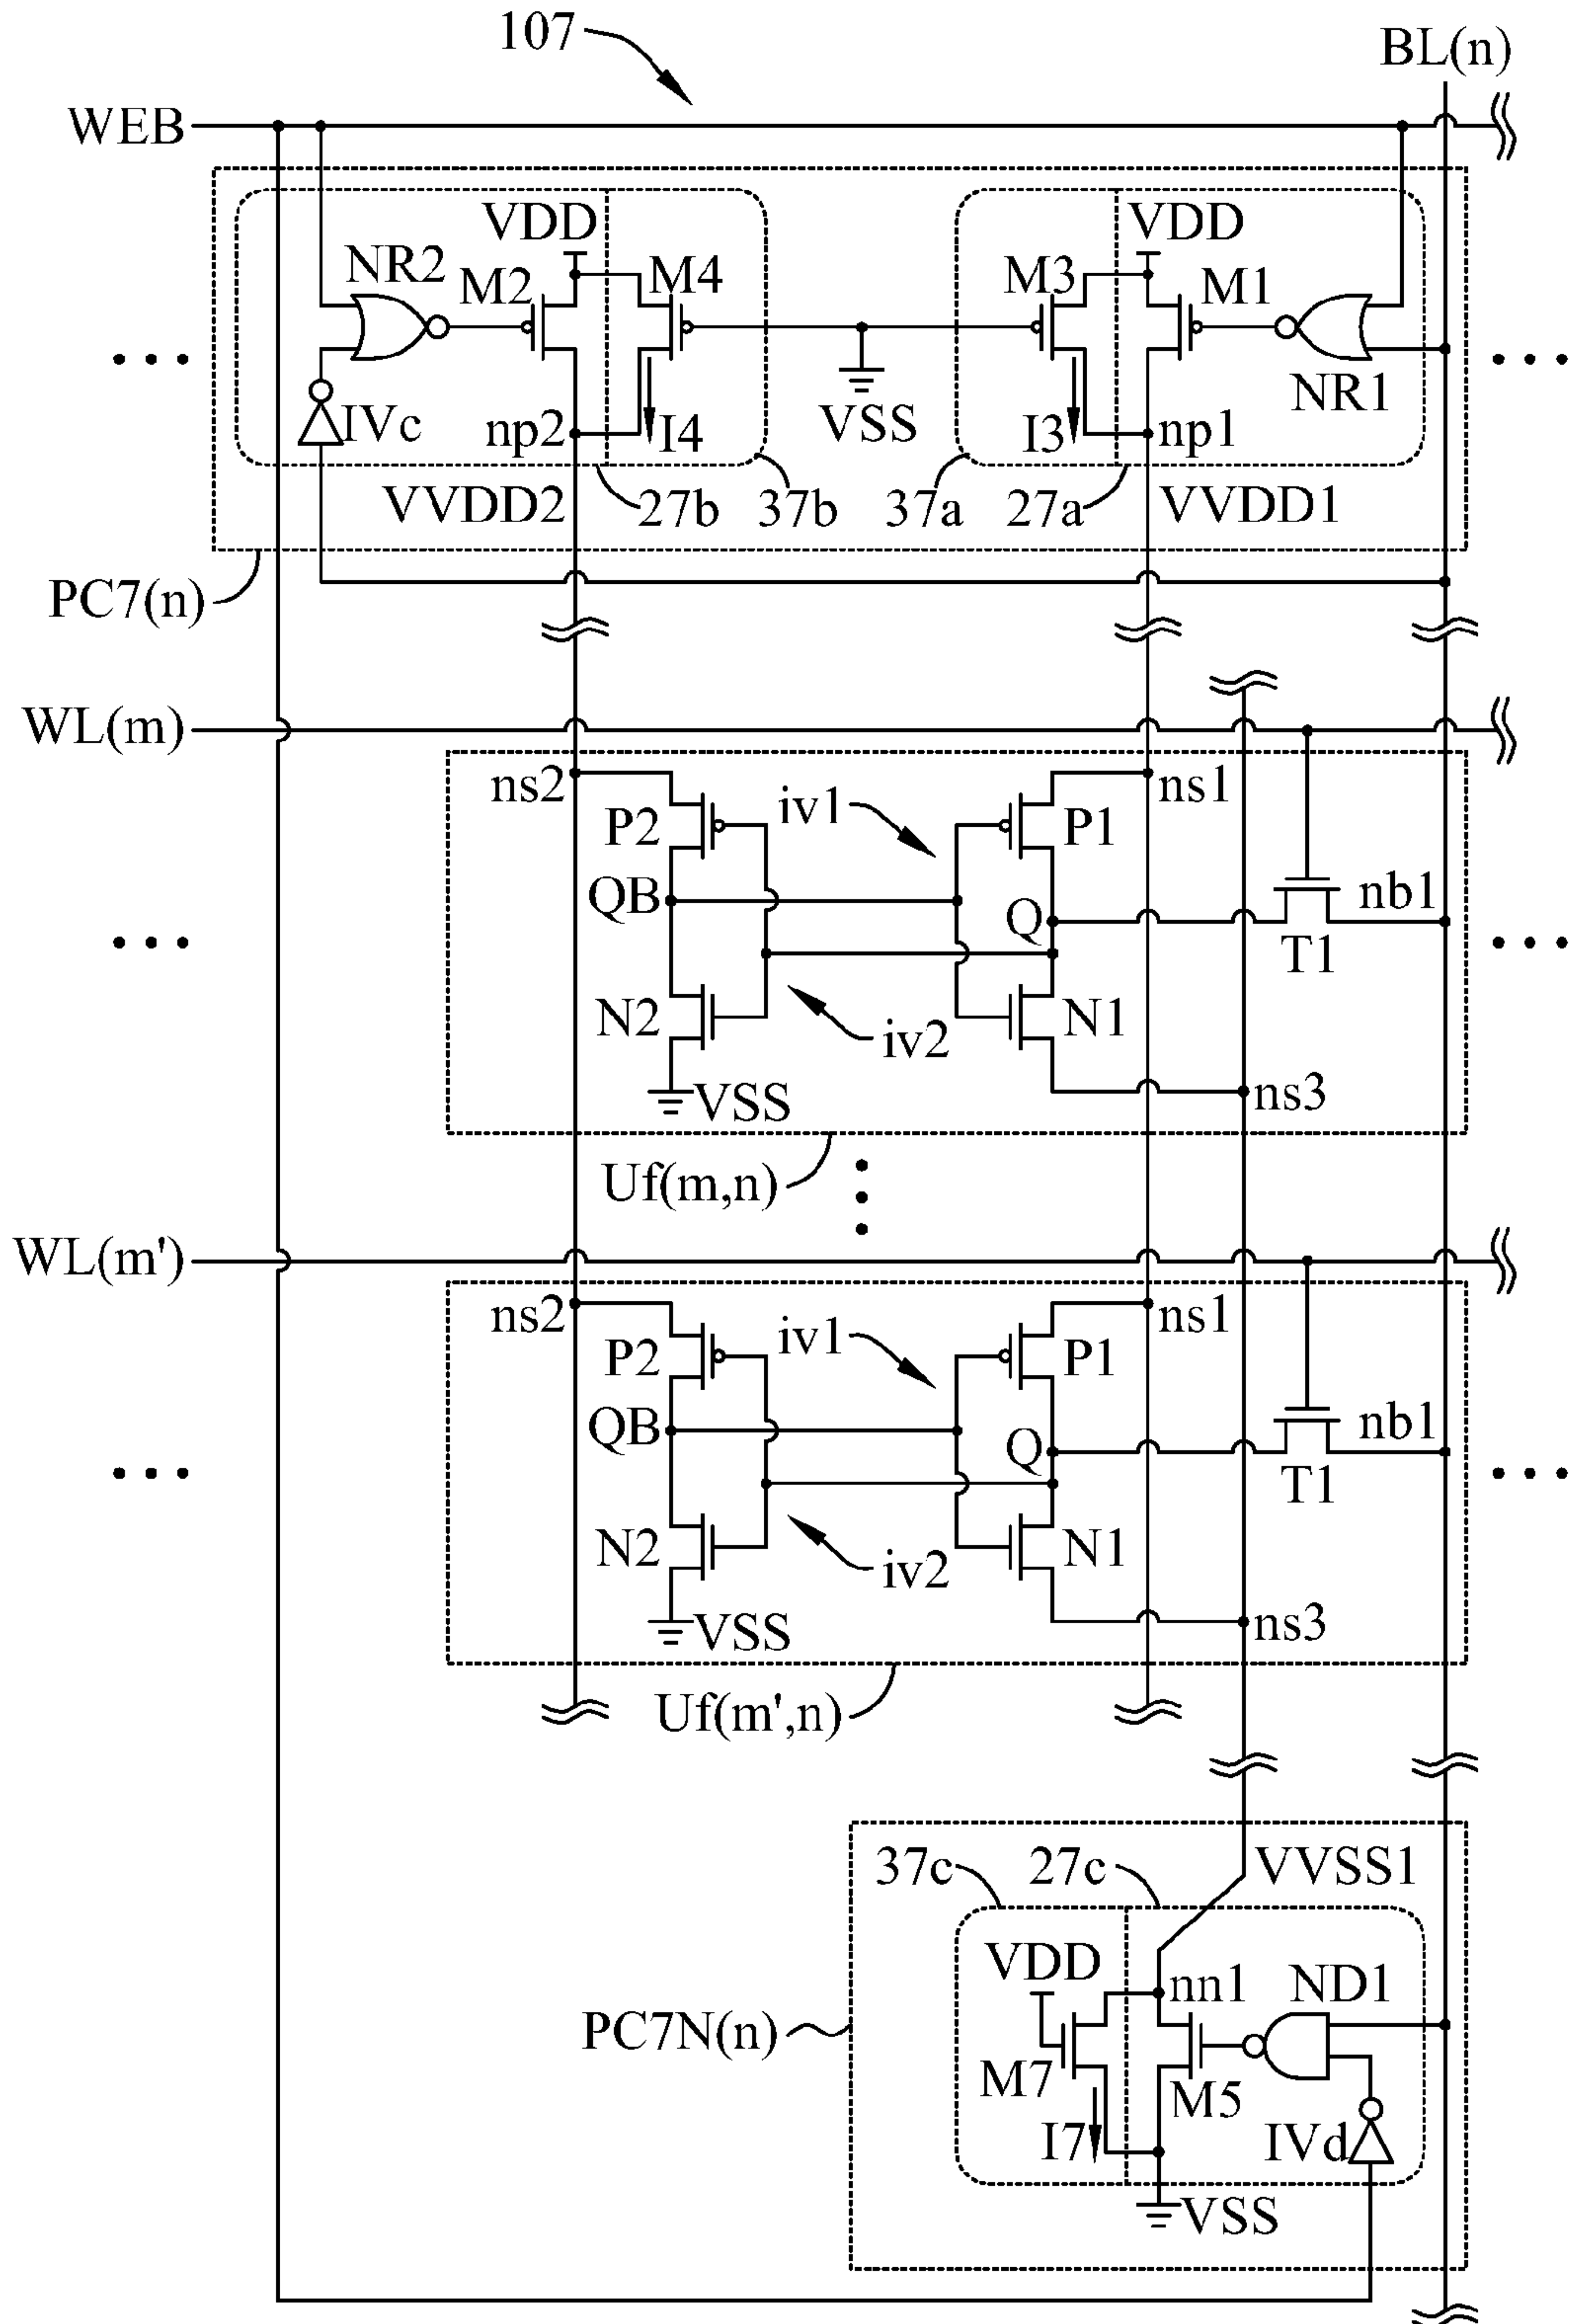 107
BL(n)
WEB
VDD
VDD
NR2
M2
M4
M3
M1
IVc
np2
I4
VSS
I3
np1
NR1
VVDD2
27b
37b
37a
27a
VVDD1
PC7(n)
WL(m)
ns2
ns1
P2
iv1
P1
QB
Q
nb1
T1
N2
iv2
N1
VSS
ns3
Uf(m,n)
WL(m')
ns2
ns1
P2
iv1
P1
QB
Q
nb1
T1
N2
iv2
N1
VSS
ns3
Uf(m',n)
37c
27c
VVSS1
VDD
nn1
ND1
PC7N(n)
M7
M5
I7
IVd
VSS